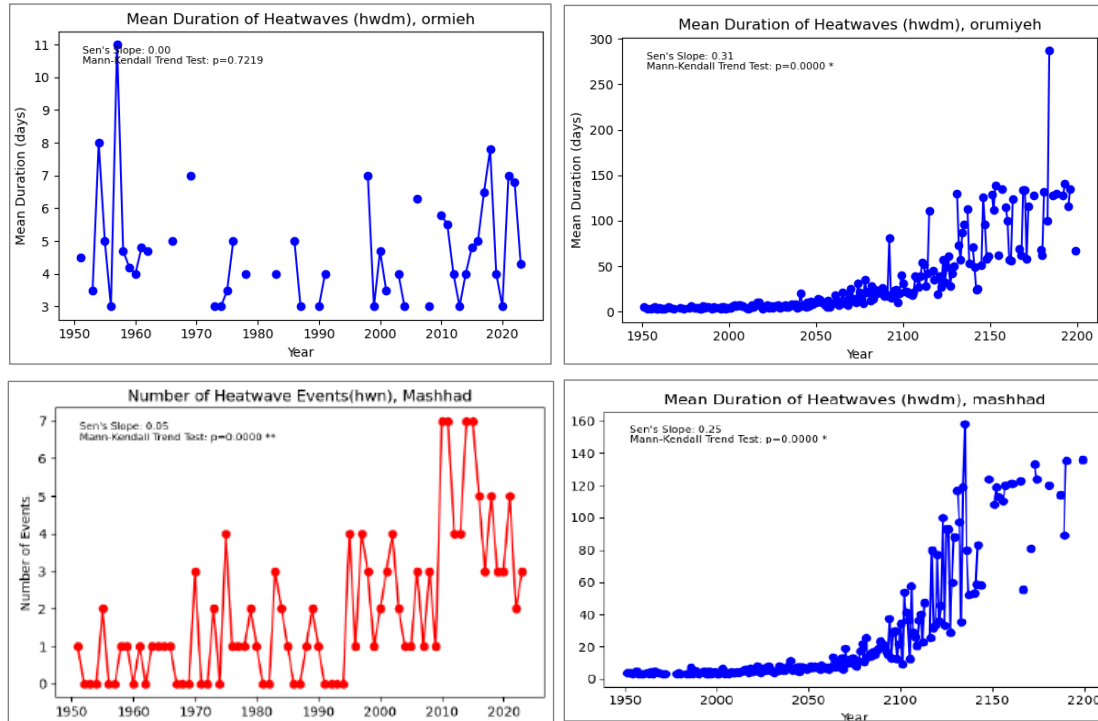 Mean Duration of Heatwaves (hwdm), ormieh
Sen's Slope: 0.00
Mann-Kendall Trend Test: p=0.7219
Mean Duration (days)
11
10
9
8
7
6
5
4
3
1950 1960 1970 1980 1990 2000 2010 2020
Year
Mean Duration of Heatwaves (hwdm), orumiyeh
Sen's Slope: 0.31
Mann-Kendall Trend Test: p=0.0000 *
Mean Duration (days)
300
250
200
150
100
50
0
1950 2000 2050 2100 2150 2200
Year
Number of Heatwave Events(hwn), Mashhad
Sen's Slope: 0.05
Mann-Kendall Trend Test: p=0.0000 **
Number of Events
7
6
5
4
3
2
1
0
1950 1960 1970 1980 1990 2000 2010 2020
Mean Duration of Heatwaves (hwdm), mashhad
Sen's Slope: 0.25
Mann-Kendall Trend Test: p=0.0000 *
Mean Duration (days)
160
140
120
100
80
60
40
20
0
1950 2000 2050 2100 2150 2200